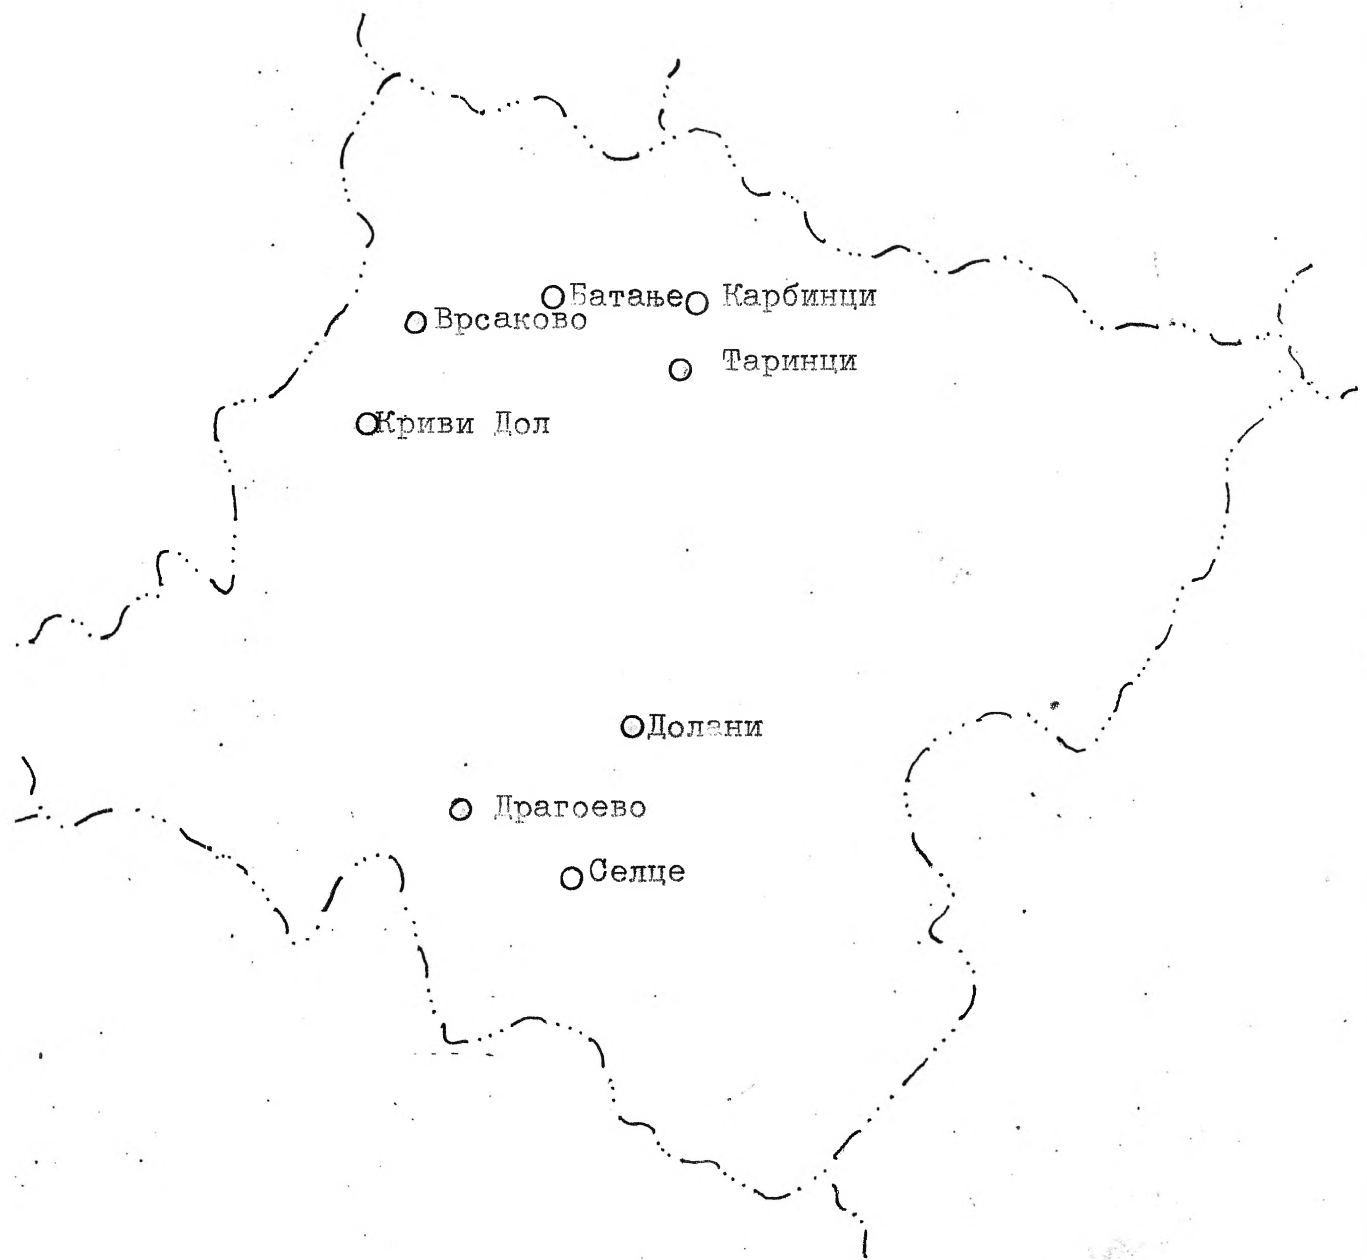 Батање
Карбинци
Врсаково
Таринци
Криви Дол
Долани
Драгоево
Селце